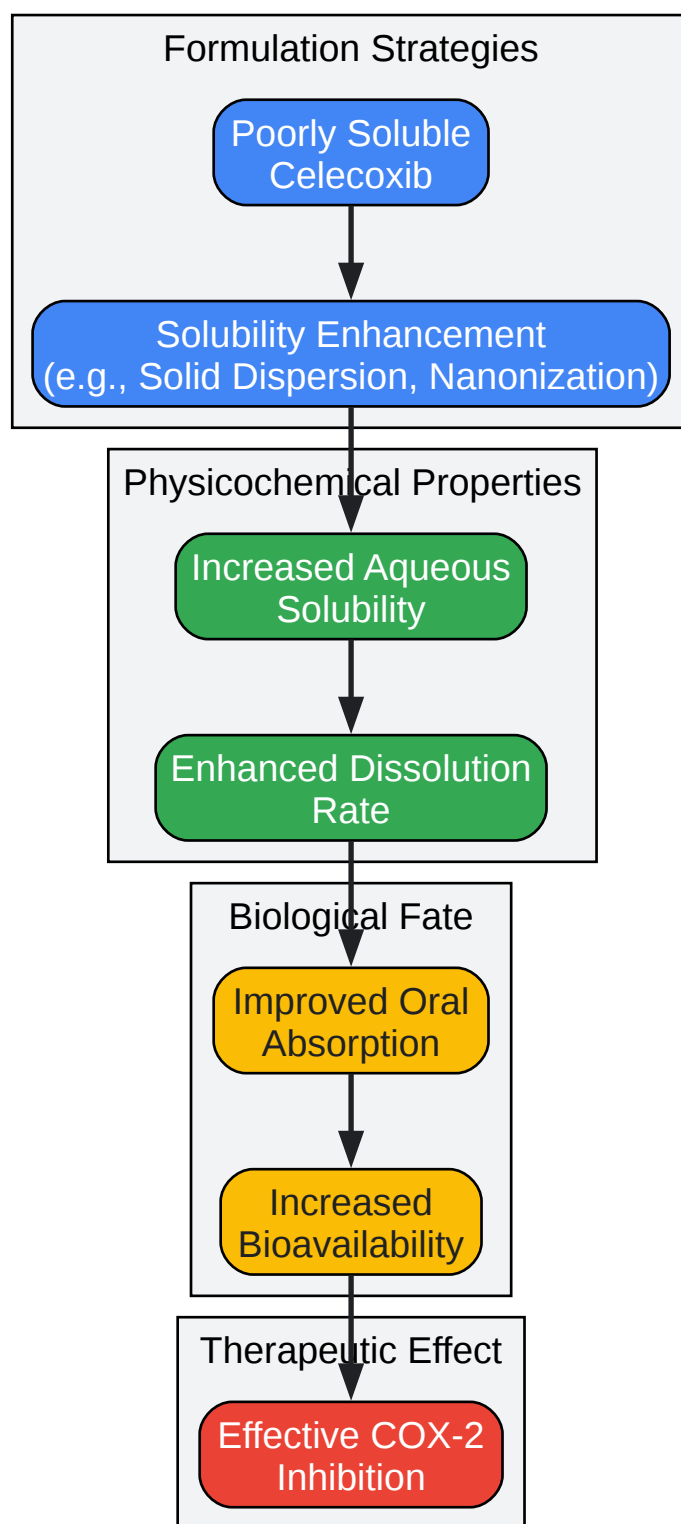 Formulation Strategies
Poorly Soluble
Celecoxib
Solubility Enhancement
(e.g., Solid Dispersion, Nanonization)
Physicochemical Properties
Increased Aqueous
Solubility
Enhanced Dissolution
Rate
Biological Fate
Improved Oral
Absorption
Increased
Bioavailability
Therapeutic Effect
Effective COX-2
Inhibition